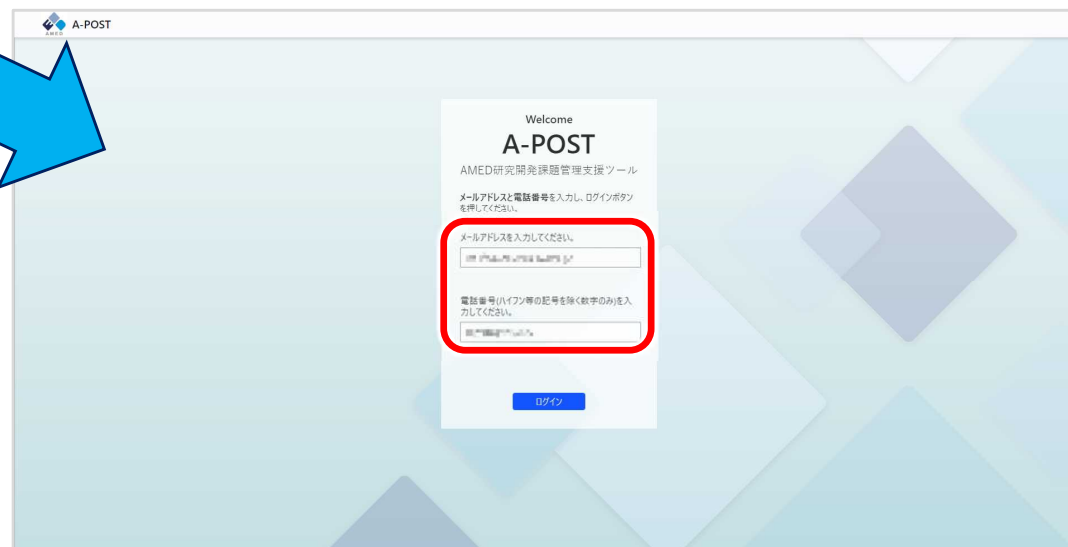 AMED
A-POST
Welcome
A-POST
AMED研究開発課題管理支援ツール
メールアドレスと電話番号を入力し、ログインボタン
を押してください。
メールアドレスを入力してください。
電話番号(ハイフン等の記号を除く数字のみ)を入
力してください。
ログイン